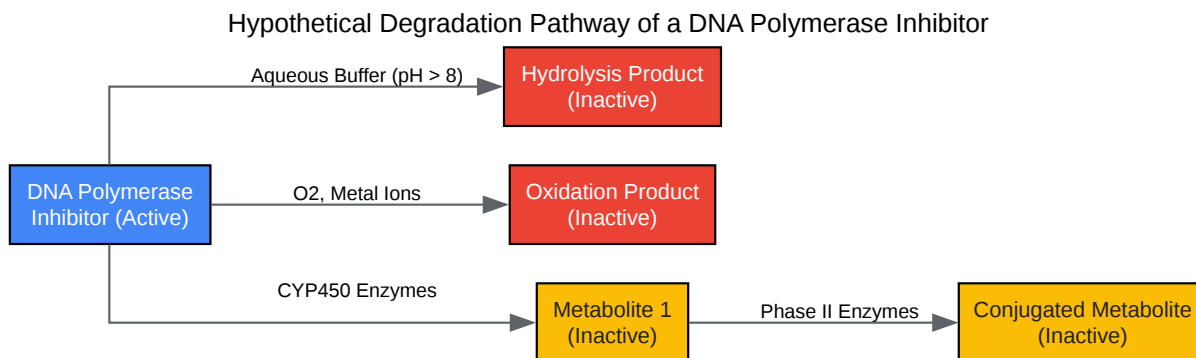 Hypothetical Degradation Pathway of a DNA Polymerase Inhibitor
Aqueous Buffer (pH > 8)
Hydrolysis Product
(Inactive)
DNA Polymerase
Inhibitor (Active)
O2, Metal Ions
Oxidation Product
(Inactive)
CYP450 Enzymes
Metabolite 1
(Inactive)
Phase II Enzymes
Conjugated Metabolite
(Inactive)